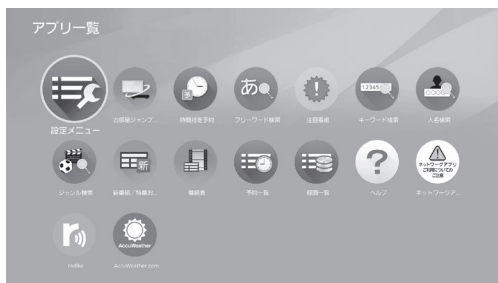 アプリ一覧
設定メニュー
お部屋ジャンプ...
時間指定予約
あ
フリーワード検索
!
注目番組
12345
キーワード検索
人名検索
ジャンル検索
新
新番組/特番お...
番組表
予約一覧
録画一覧
?
ヘルプ
ネットワークアプリ
ご利用についての
ご注意
ネットワークア...
r
radiko
AccuWeather
AccuWeather.com